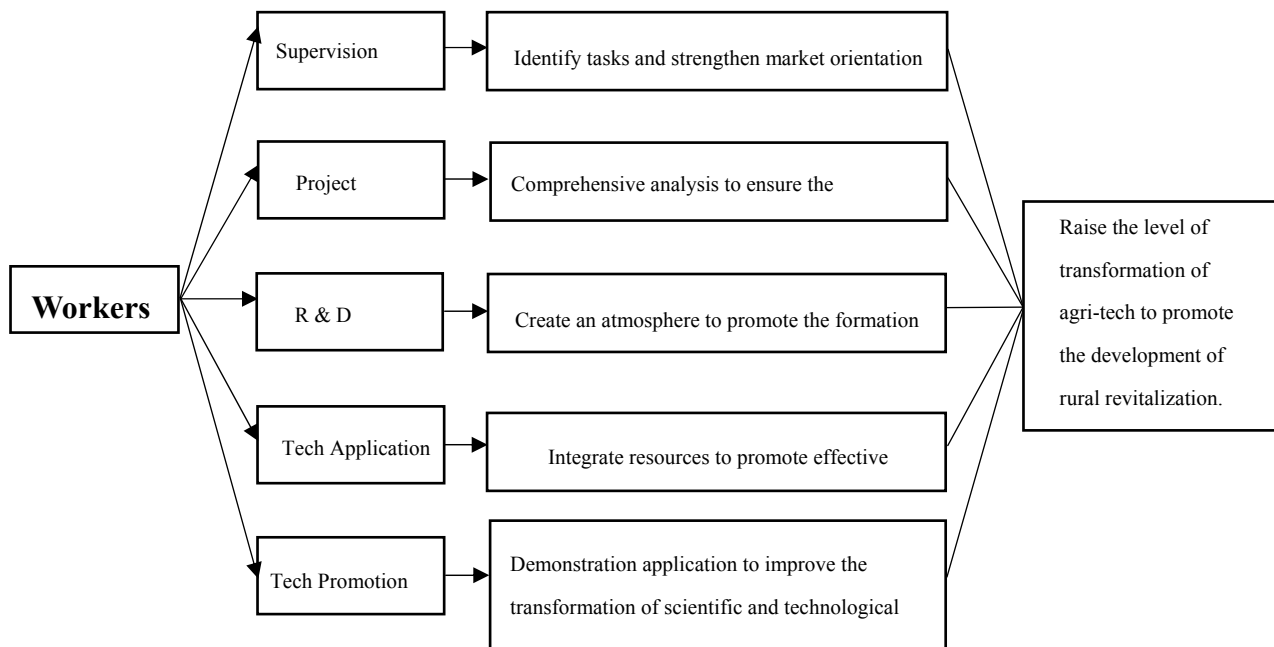 Workers
Supervision
Identify tasks and strengthen market orientation
Project
Comprehensive analysis to ensure the
R & D
Create an atmosphere to promote the formation
Tech Application
Integrate resources to promote effective
Tech Promotion
Demonstration application to improve the
transformation of scientific and technological
Raise the level of
transformation of
agri-tech to promote
the development of
rural revitalization.